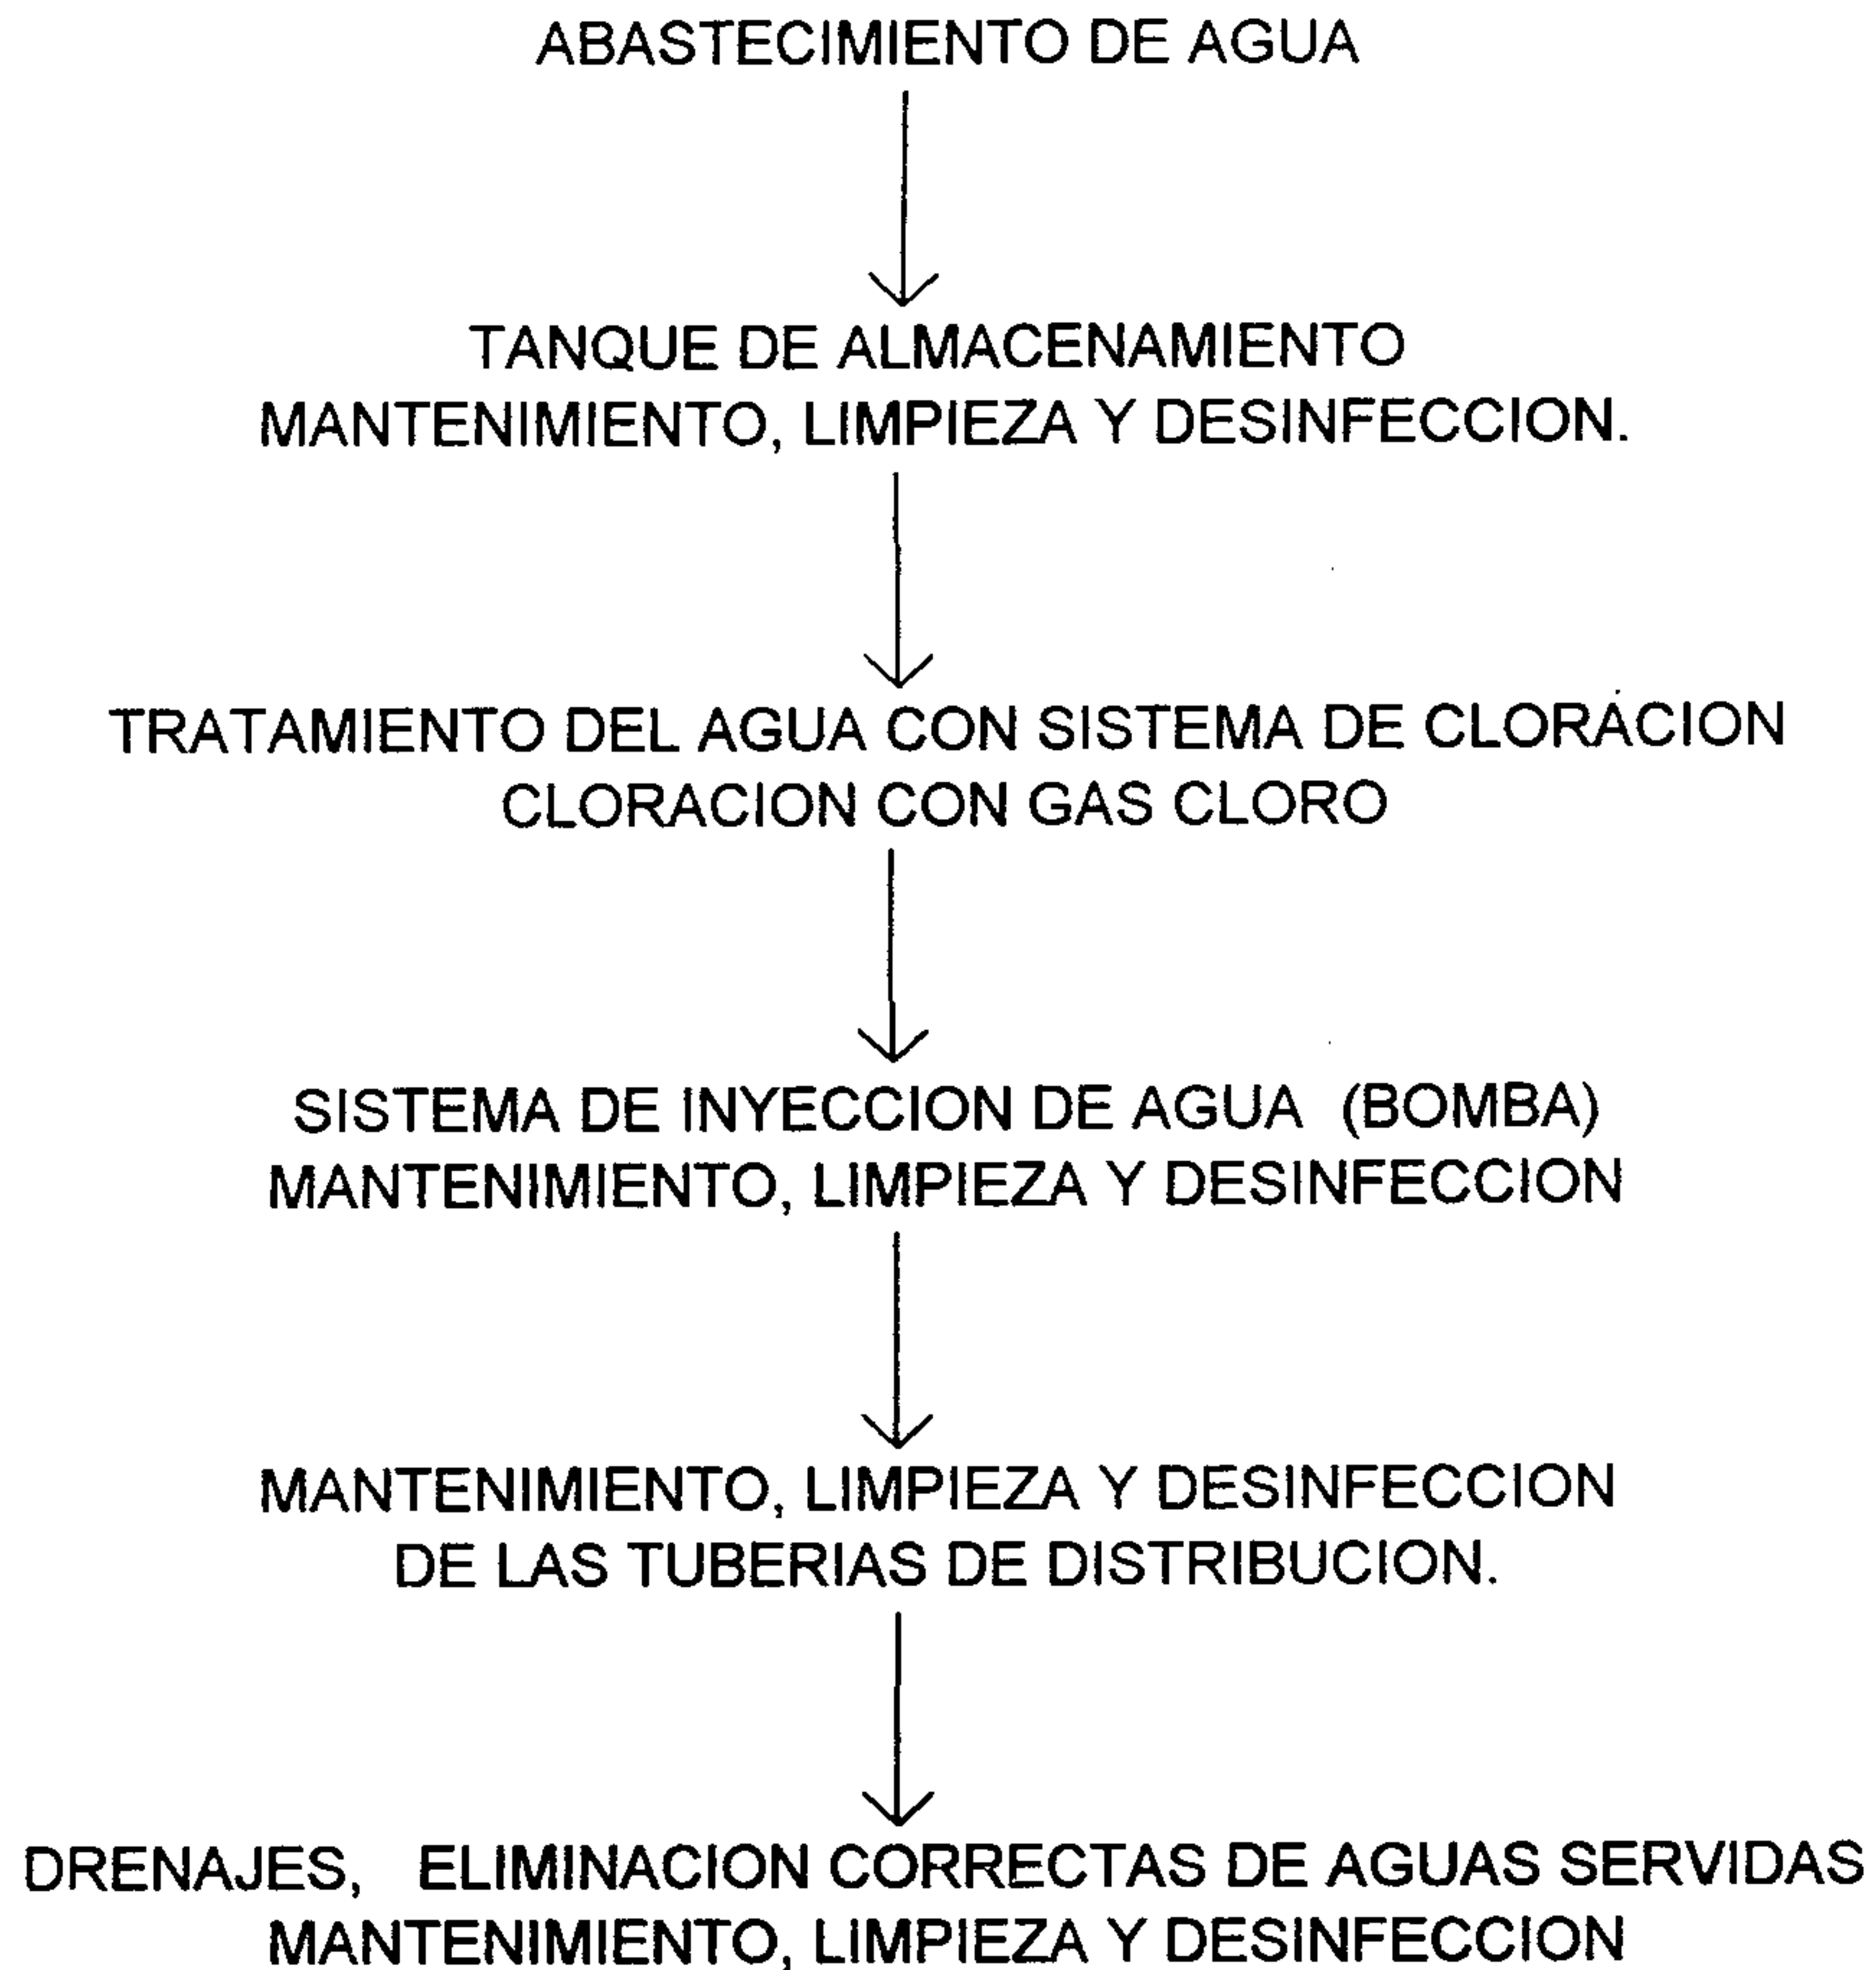 ABASTECIMIENTO DE AGUA
TANQUE DE ALMACENAMIENTO
MANTENIMIENTO, LIMPIEZA Y DESINFECCION.
TRATAMIENTO DEL AGUA CON SISTEMA DE CLORACION
CLORACION CON GAS CLORO
SISTEMA DE INYECCION DE AGUA (BOMBA)
MANTENIMIENTO, LIMPIEZA Y DESINFECCION
MANTENIMIENTO, LIMPIEZA Y DESINFECCION
DE LAS TUBERIAS DE DISTRIBUCION.
DRENAJES, ELIMINACION CORRECTAS DE AGUAS SERVIDAS
MANTENIMIENTO, LIMPIEZA Y DESINFECCION